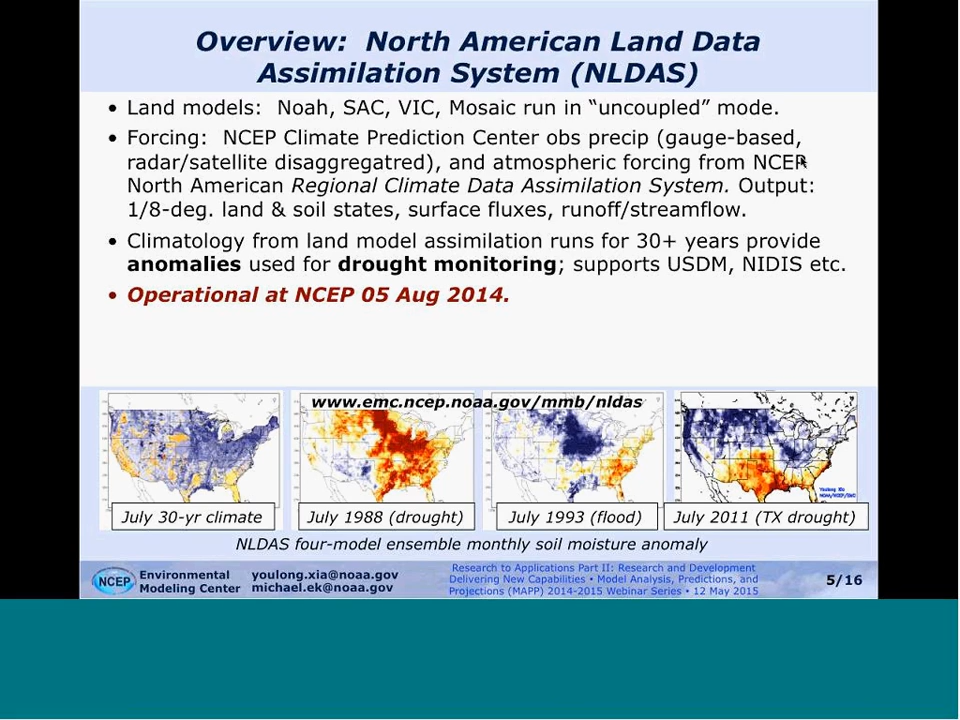 Overview: North American Land Data
Assimilation System (NLDAS)
• Land models: Noah, SAC, VIC, Mosaic run in “uncoupled” mode.
• Forcing: NCEP Climate Prediction Center obs precip (gauge-based,
radar/satellite disaggregatred), and atmospheric forcing from NCEP
North American Regional Climate Data Assimilation System. Output:
1/8-deg. land & soil states, surface fluxes, runoff/streamflow.
• Climatology from land model assimilation runs for 30+ years provide
anomalies used for drought monitoring; supports USDM, NIDIS etc.
• Operational at NCEP 05 Aug 2014.
www.emc.ncep.noaa.gov/mmb/nldas
Youlong Xia
NOAA/NCEP/EMC
July 30-yr climate
July 1988 (drought)
July 1993 (flood)
July 2011 (TX drought)
NLDAS four-model ensemble monthly soil moisture anomaly
NCEP
Environmental
Modeling Center
youlong.xia@noaa.gov
michael.ek@noaa.gov
Research to Applications Part II: Research and Development
Delivering New Capabilities • Model Analysis, Predictions, and
Projections (MAPP) 2014-2015 Webinar Series • 12 May 2015
5/16